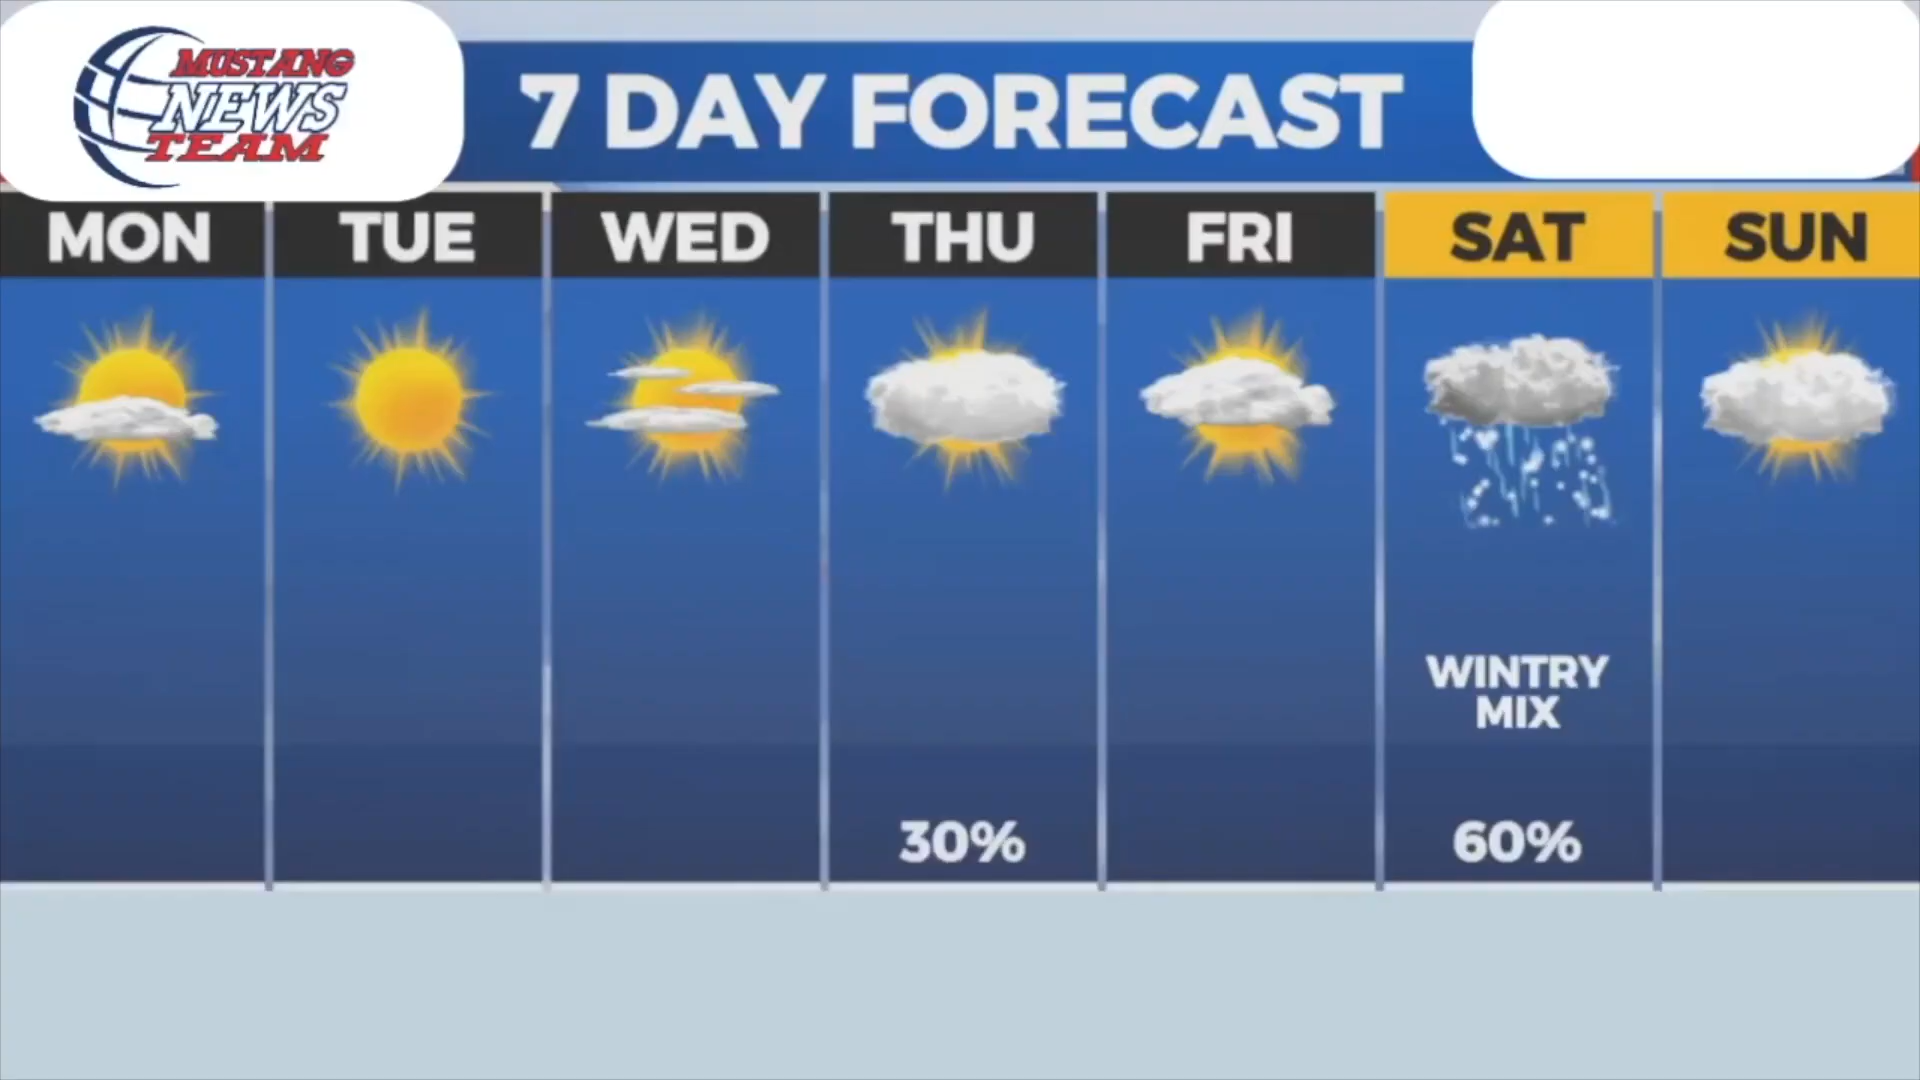 MUSTANG
NEWS
TEAM
7 DAY FORECAST
MON TUE WED THU FRI SAT SUN
WINTRY
MIX
30% 60%